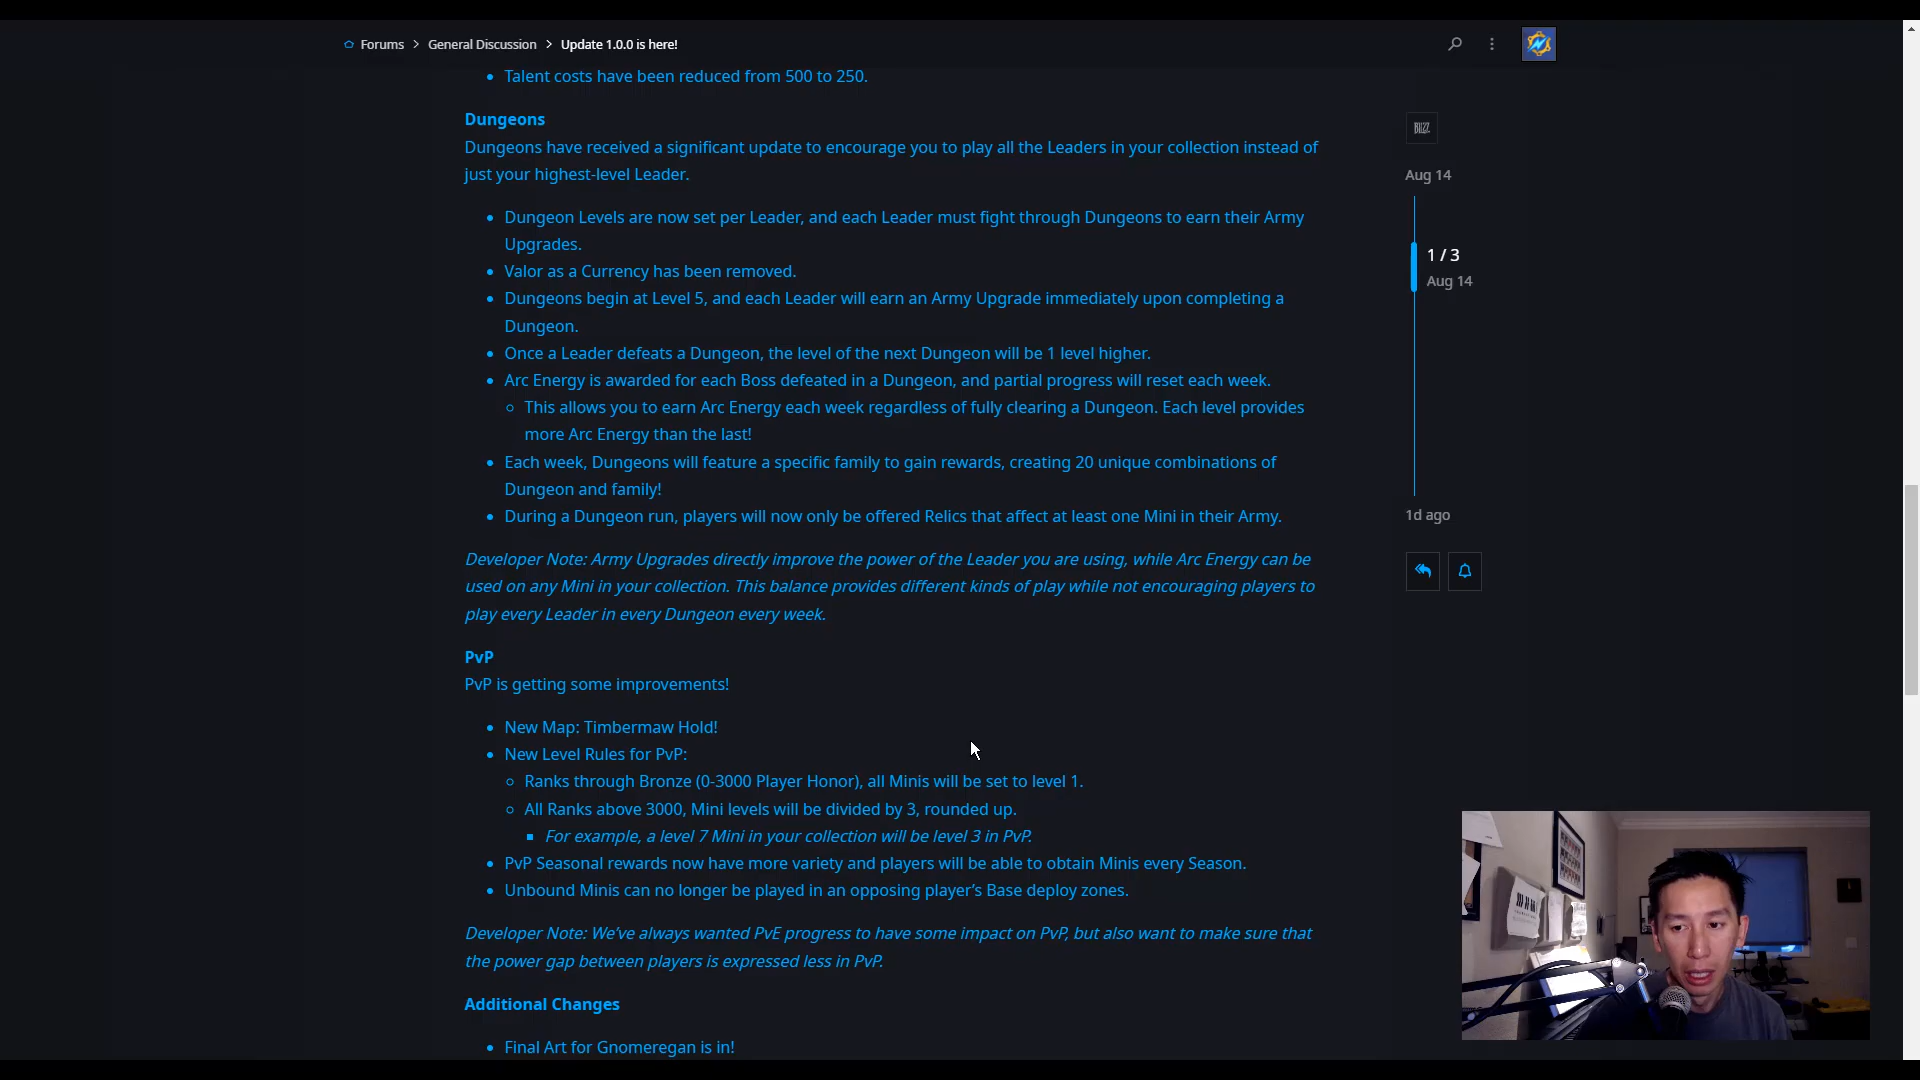 Forums > General Discussion > Update 1.0.0 is here!
Talent costs have been reduced from 500 to 250.
Dungeons
Dungeons have received a significant update to encourage you to play all the Leaders in your collection instead of
just your highest-level Leader.
Dungeon Levels are now set per Leader, and each Leader must fight through Dungeons to earn their Army
Upgrades.
Valor as a Currency has been removed.
Dungeons begin at Level 5, and each Leader will earn an Army Upgrade immediately upon completing a
Dungeon.
Once a Leader defeats a Dungeon, the level of the next Dungeon will be 1 level higher.
Arc Energy is awarded for each Boss defeated in a Dungeon, and partial progress will reset each week.
This allows you to earn Arc Energy each week regardless of fully clearing a Dungeon. Each level provides
more Arc Energy than the last!
Each week, Dungeons will feature a specific family to gain rewards, creating 20 unique combinations of
Dungeon and family!
During a Dungeon run, players will now only be offered Relics that affect at least one Mini in their Army.
Developer Note: Army Upgrades directly improve the power of the Leader you are using, while Arc Energy can be
used on any Mini in your collection. This balance provides different kinds of play while not encouraging players to
play every Leader in every Dungeon every week.
PvP
PvP is getting some improvements!
New Map: Timbermaw Hold!
New Level Rules for PvP:
Ranks through Bronze (0-3000 Player Honor), all Minis will be set to level 1.
All Ranks above 3000, Mini levels will be divided by 3, rounded up.
For example, a level 7 Mini in your collection will be level 3 in PvP.
PvP Seasonal rewards now have more variety and players will be able to obtain Minis every Season.
Unbound Minis can no longer be played in an opposing player's Base deploy zones.
Developer Note: We've always wanted PvE progress to have some impact on PvP, but also want to make sure that
the power gap between players is expressed less in PvP.
Additional Changes
Final Art for Gnomeregan is in!
BLIZZ
Aug 14
1 / 3
Aug 14
1d ago